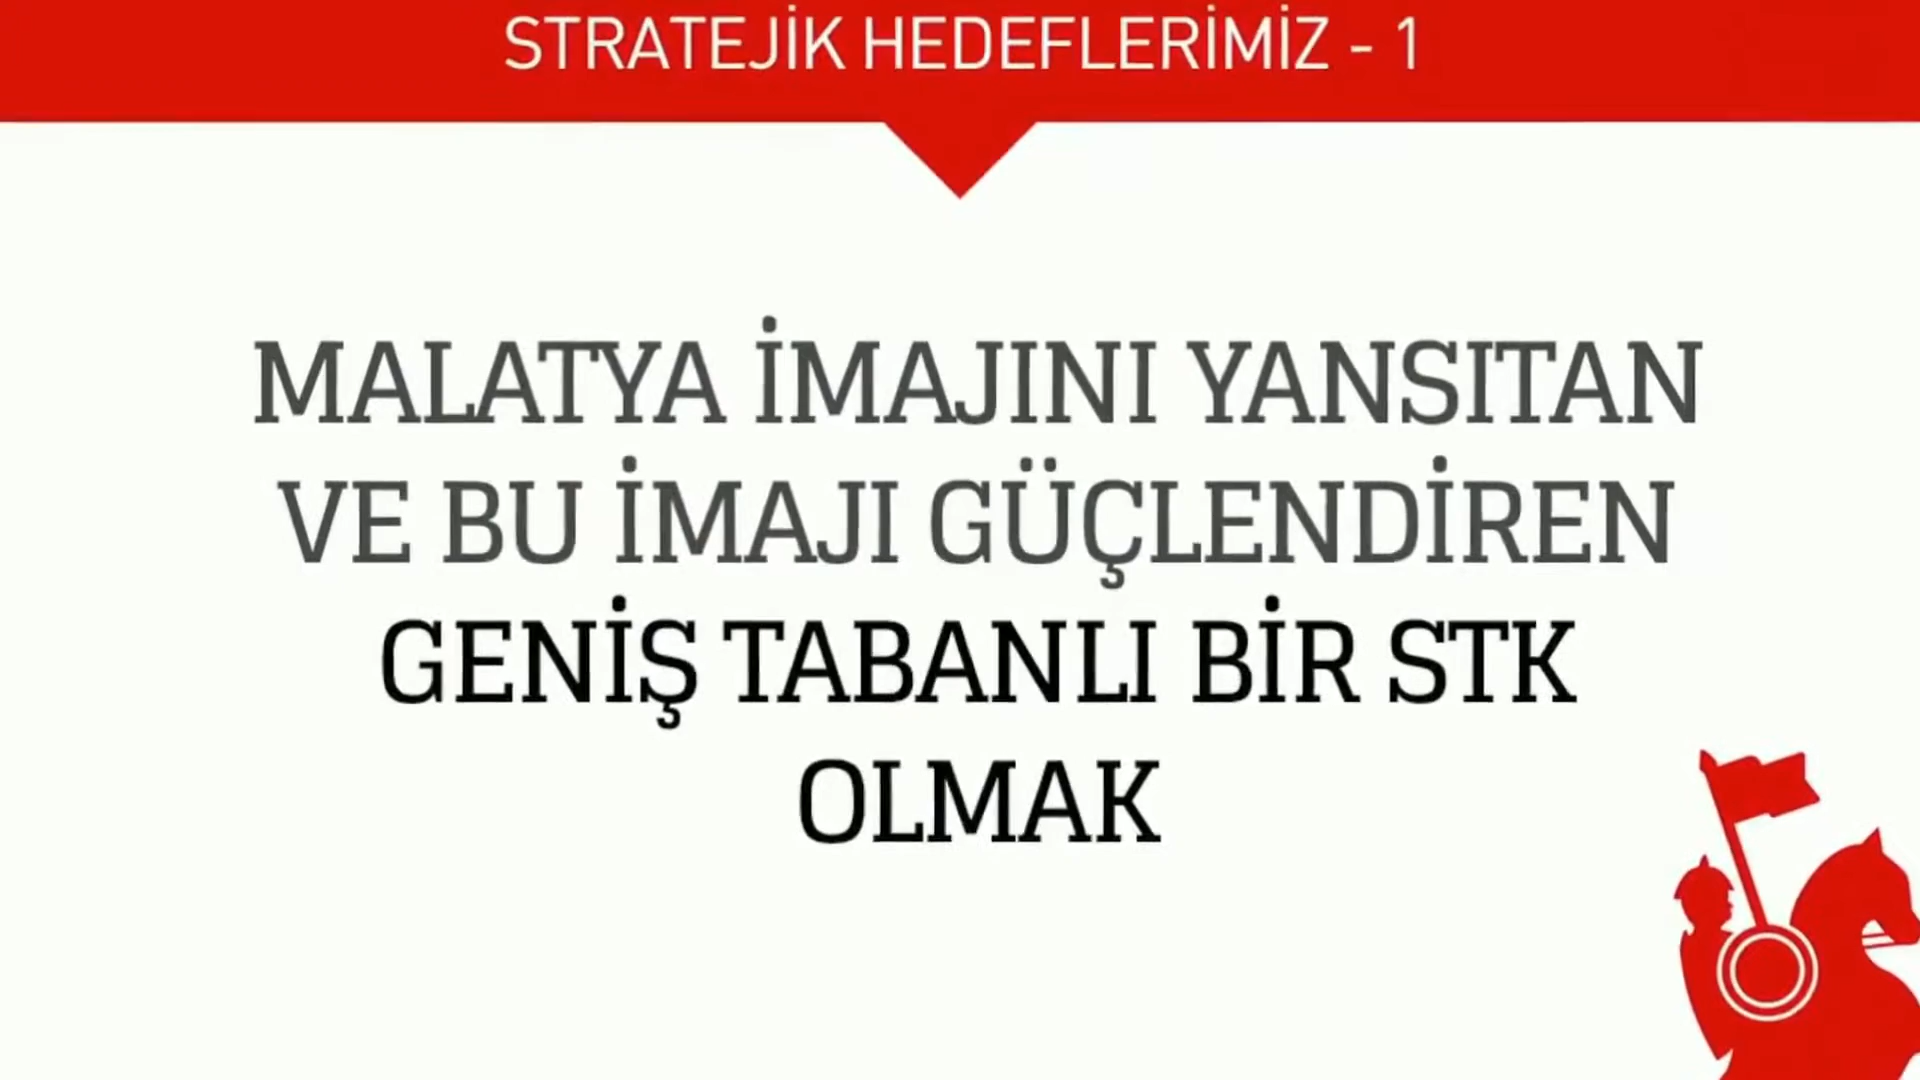 STRATEJİK HEDEFLERİMİZ - 1
MALATYA İMAJINI YANSITAN
VE BU İMAJI GÜÇLENDİREN
GENİŞ TABANLI BİR STK
OLMAK